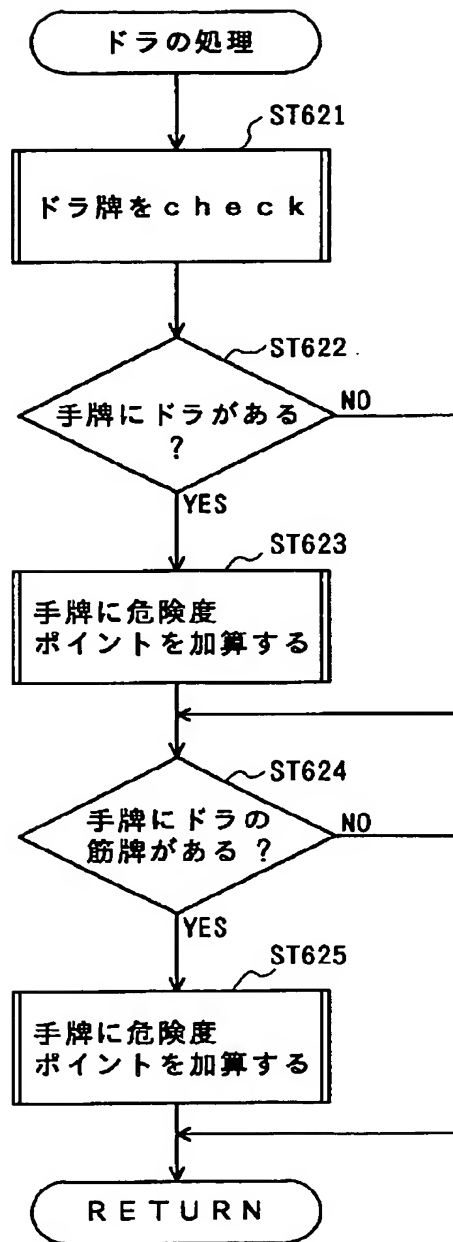 ドラの処理
ST621
ドラ牌をcheck
ST622
手牌にドラがある
?
NO
YES
ST623
手牌に危険度
ポイントを加算する
ST624
手牌にドラの
筋牌がある?
NO
YES
ST625
手牌に危険度
ポイントを加算する
RETURN